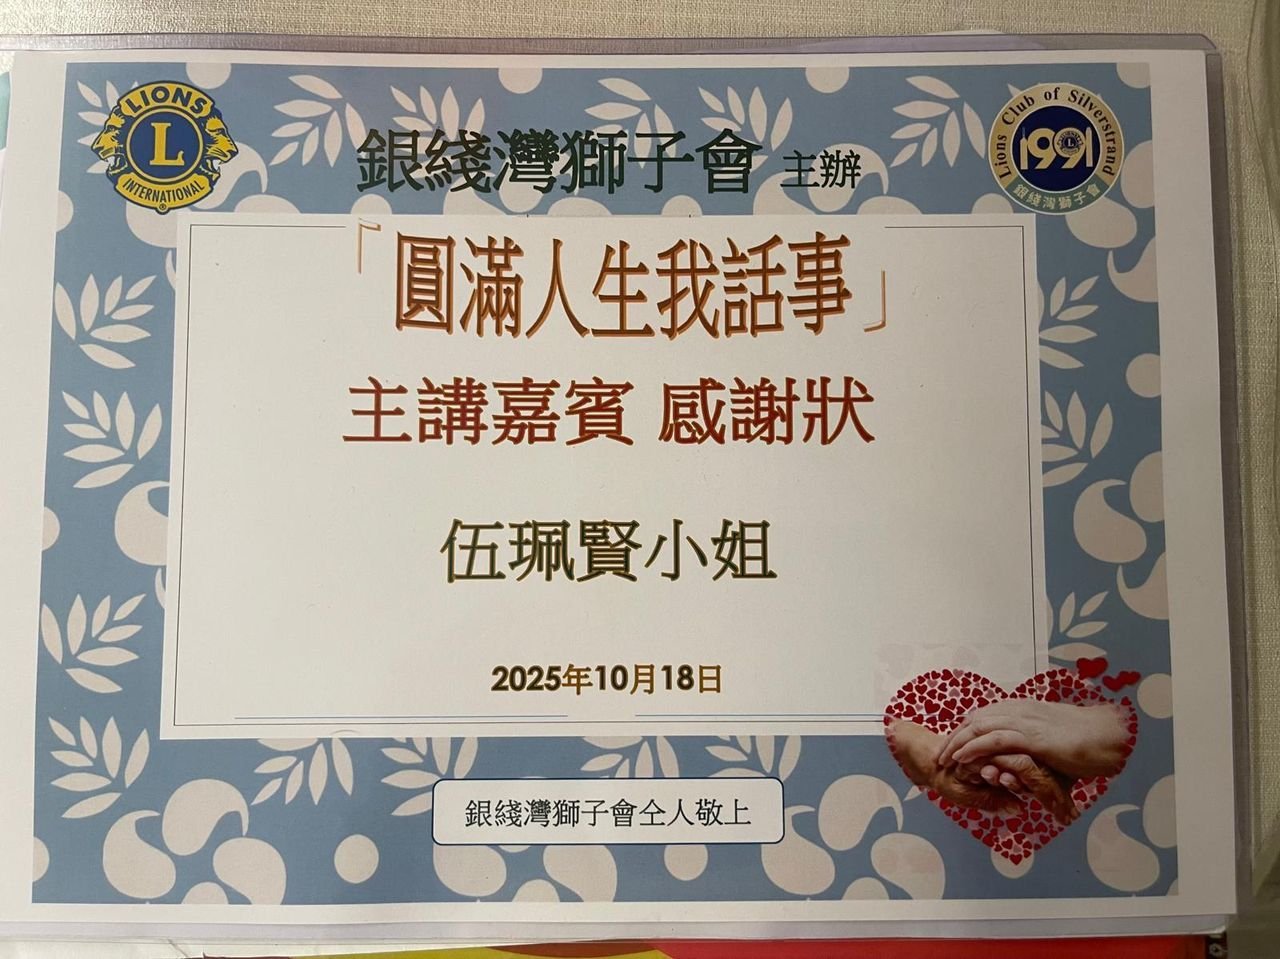 LIONS
L
INTERNATIONAL
®
銀綫灣獅子會 主辦
Lions Club of Silverstrand
1991
銀綫灣獅子會
「圓滿人生我話事」
主講嘉賓 感謝狀
伍珮賢小姐
2025年10月18日
銀綫灣獅子會仝人敬上